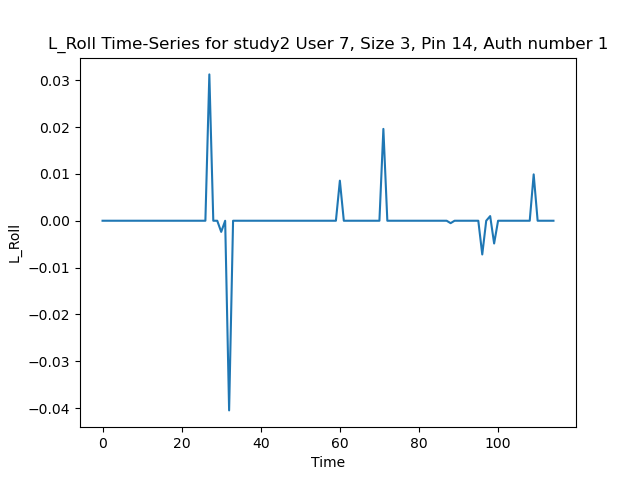 L_Roll Time-Series for study2 User 7, Size 3, Pin 14, Auth number 1
0.03
0.02
0.01
0.00
−0.01
−0.02
−0.03
−0.04
L_Roll
0 20 40 60 80 100
Time